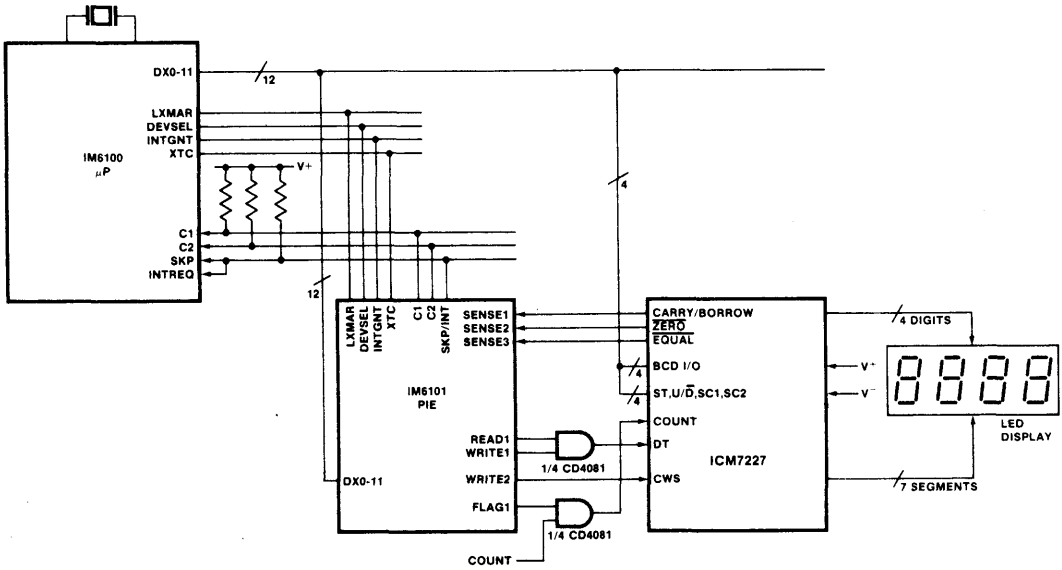 IM6100
μP
DX0-11
12
LXMAR
DEVSEL
INTGNT
XTC
V+
C1
C2
SKP
INTREQ
12
4
LXMAR
DEVSEL
INTGNT
XTC
C1
C2
SKP/INT
SENSE1
SENSE2
SENSE3
IM6101
PIE
READ1
WRITE1
DX0-11
WRITE2
FLAG1
1/4 CD4081
1/4 CD4081
COUNT
CARRY/BORROW
Z̅E̅R̅O̅
E̅Q̅U̅A̅L̅
4
BCD I/O
4
ST,U/D̅,SC1,SC2
COUNT
DT
CWS
ICM7227
4 DIGITS
V+
V−
8888
LED
DISPLAY
7 SEGMENTS